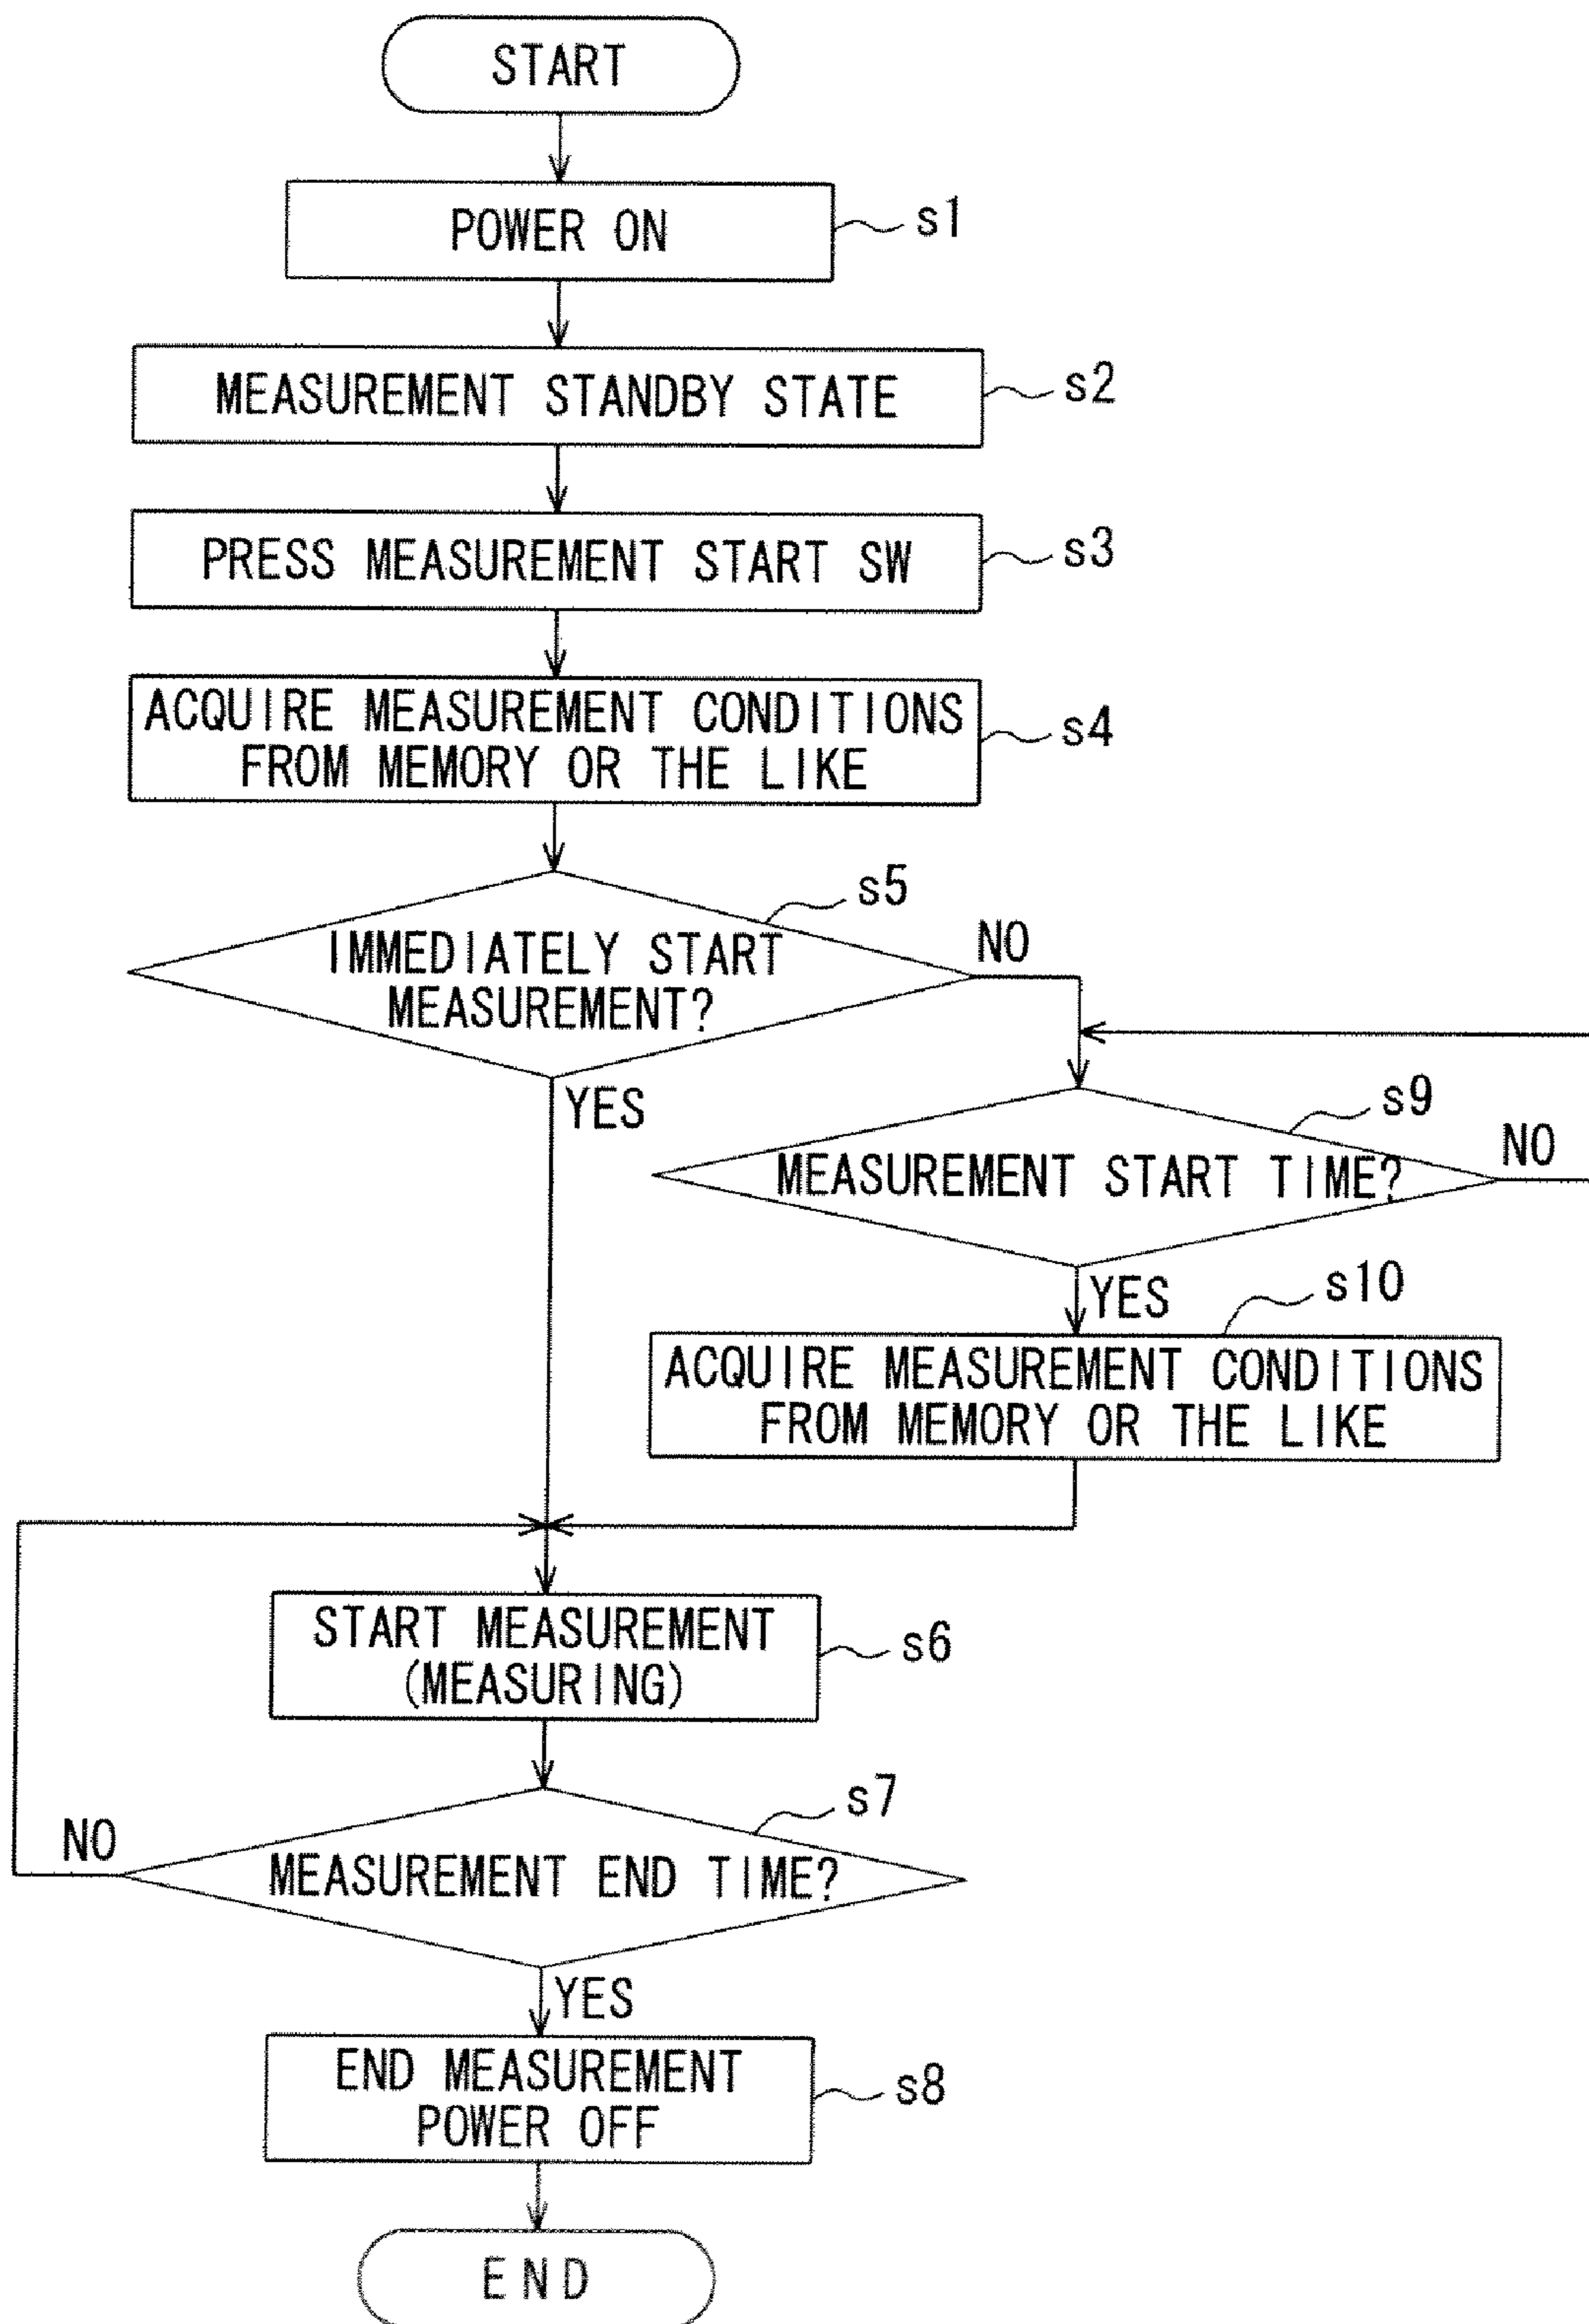 START
POWER ON
s1
MEASUREMENT STANDBY STATE
s2
PRESS MEASUREMENT START SW
s3
ACQUIRE MEASUREMENT CONDITIONS
FROM MEMORY OR THE LIKE
s4
s5
IMMEDIATELY START
MEASUREMENT?
NO
YES
s9
MEASUREMENT START TIME?
NO
YES
s10
ACQUIRE MEASUREMENT CONDITIONS
FROM MEMORY OR THE LIKE
START MEASUREMENT
(MEASURING)
s6
s7
MEASUREMENT END TIME?
NO
YES
END MEASUREMENT
POWER OFF
s8
END